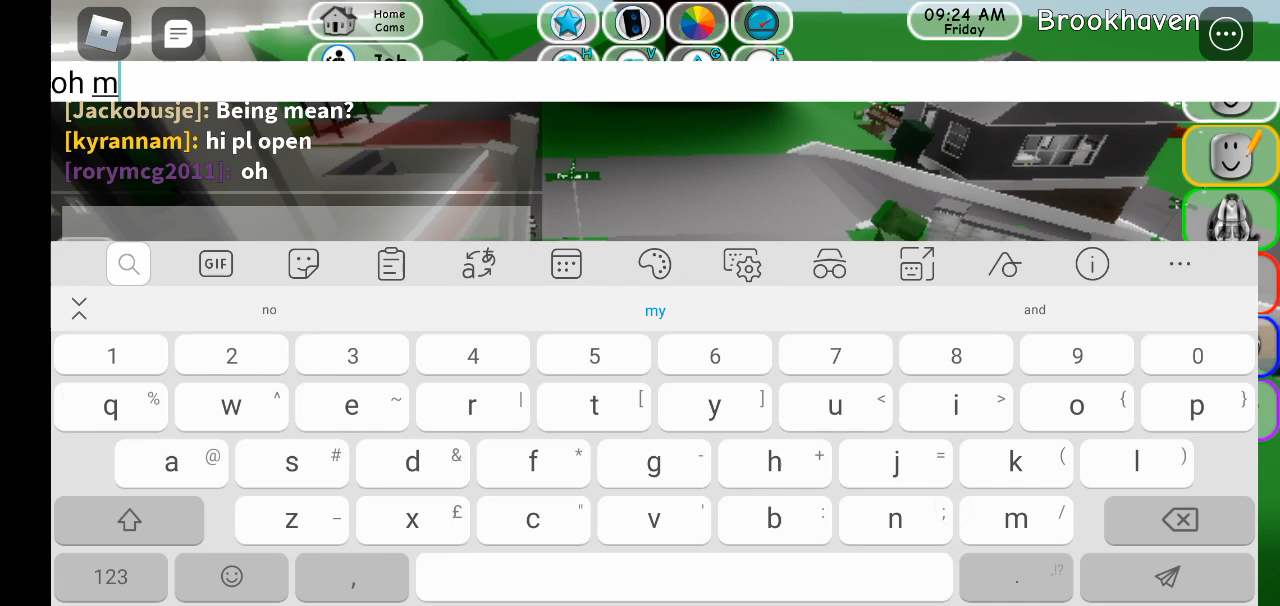 Home
Cams
Job
H V G F
09:24 AM
Friday
Brookhaven
oh m
[Jackobusje]: Being mean?
[kyrannam]: hi pl open
[rorymcg2011]: oh
GIF
no my and
1 2 3 4 5 6 7 8 9 0
q % w ^ e ~ r | t [ y ] u < i > o { p }
a @ s # d & f * g - h + j = k ( l )
z _ x £ c " v ' b : n ; m /
123 , . ,!?